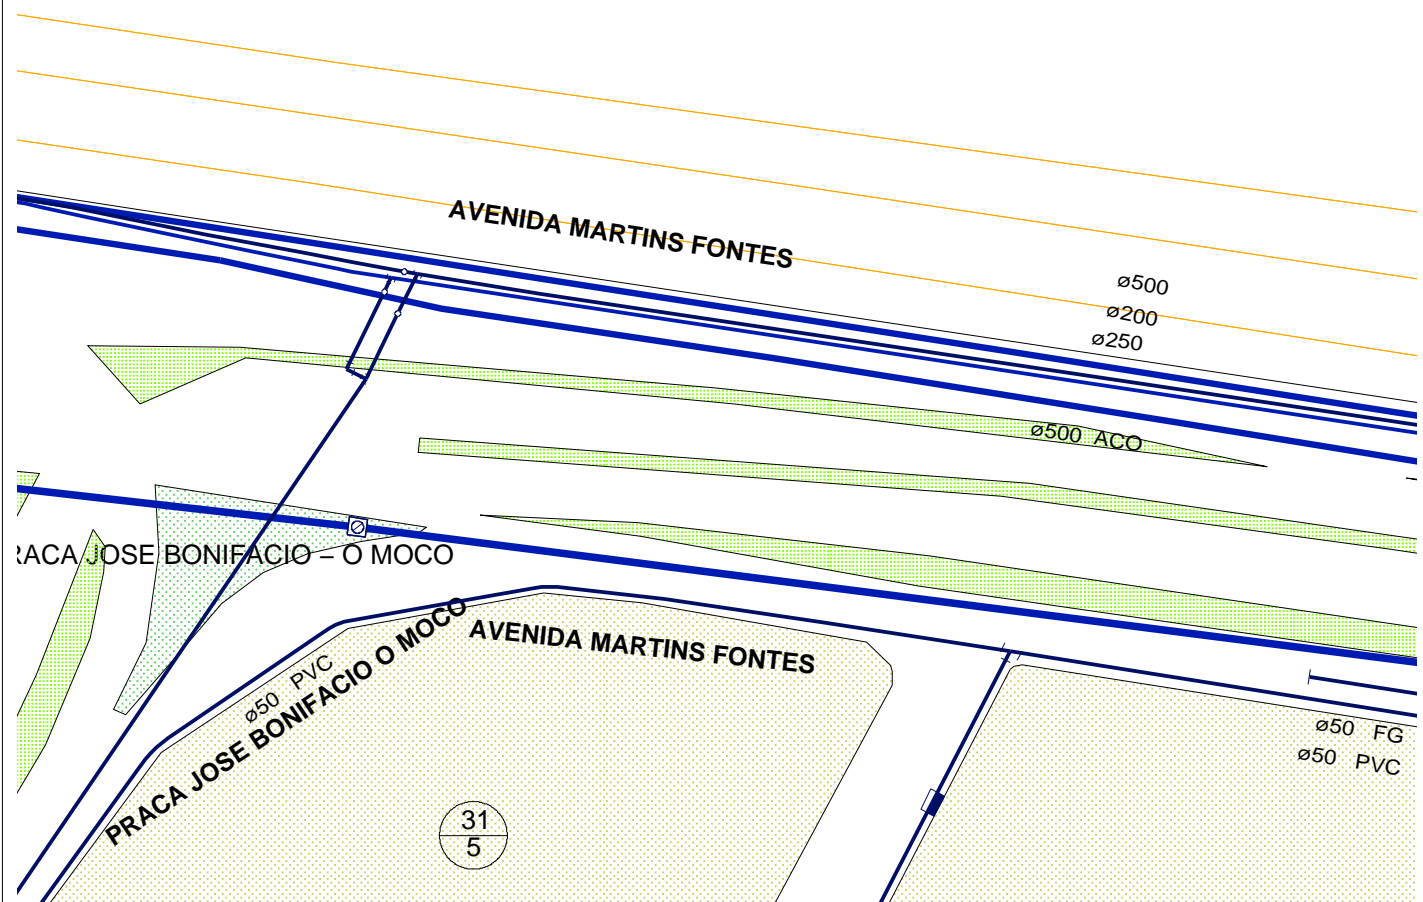 AVENIDA MARTINS FONTES
ø500
ø200
ø250
ø500 ACO
RACA JOSE BONIFACIO – O MOCO
AVENIDA MARTINS FONTES
ø50 PVC
PRACA JOSE BONIFACIO O MOCO
ø50 FG
ø50 PVC
31
5